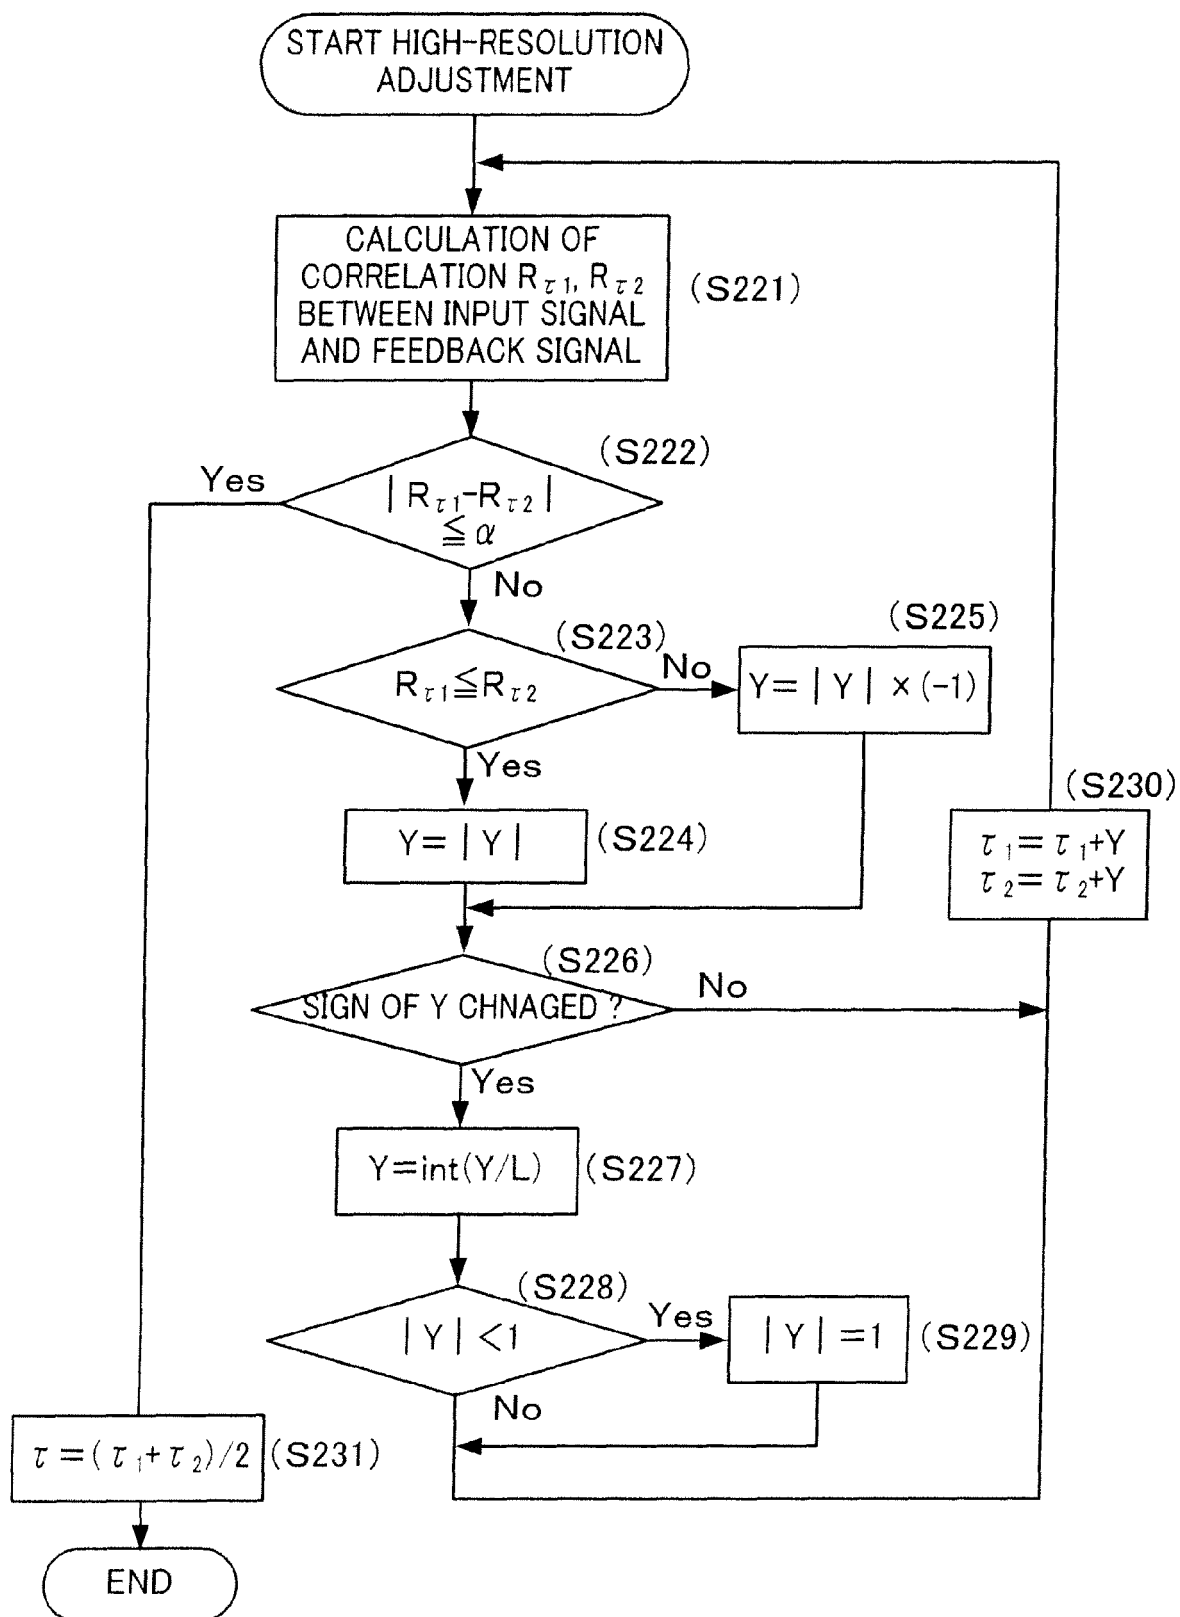 START HIGH-RESOLUTION
ADJUSTMENT
CALCULATION OF
CORRELATION Rτ1, Rτ2
BETWEEN INPUT SIGNAL
AND FEEDBACK SIGNAL
(S221)
(S222)
Yes
|Rτ1-Rτ2|
≦ α
No
(S223)
Rτ1≦Rτ2
No
(S225)
Y=|Y|×(-1)
Yes
Y=|Y|
(S224)
(S230)
τ1=τ1+Y
τ2=τ2+Y
(S226)
SIGN OF Y CHNAGED ?
No
Yes
Y=int(Y/L)
(S227)
(S228)
|Y|<1
Yes
|Y|=1
(S229)
No
τ=(τ1+τ2)/2
(S231)
END